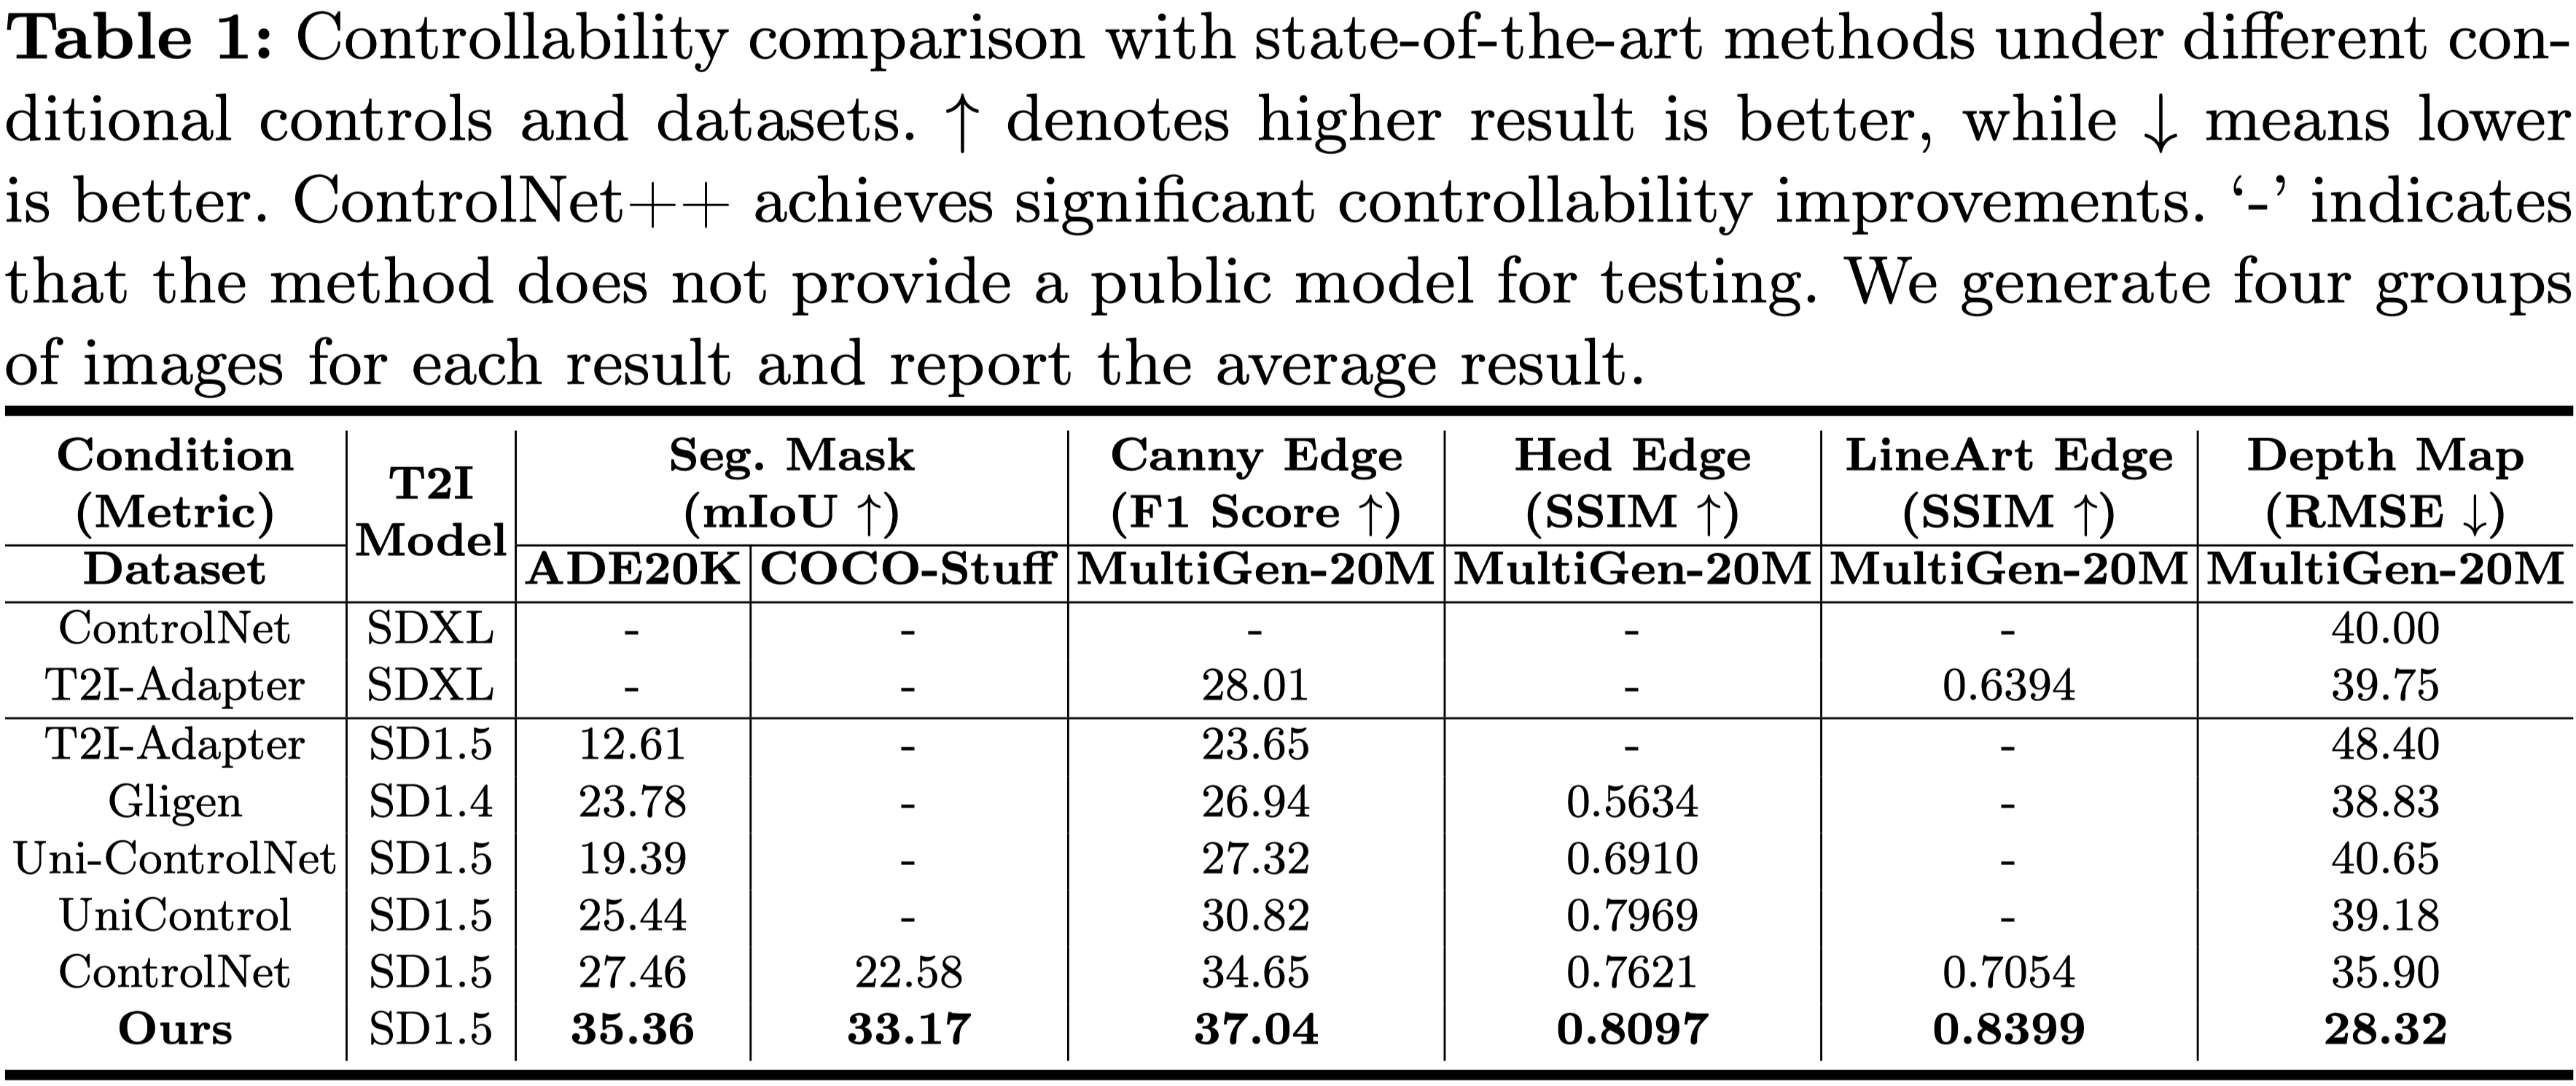 Table 1: Controllability comparison with state-of-the-art methods under different con-
ditional controls and datasets. ↑ denotes higher result is better, while ↓ means lower
is better. ControlNet++ achieves significant controllability improvements. ‘-’ indicates
that the method does not provide a public model for testing. We generate four groups
of images for each result and report the average result.
Condition (Metric) T2I Model Seg. Mask (mIoU ↑) Canny Edge (F1 Score ↑) Hed Edge (SSIM ↑) LineArt Edge (SSIM ↑) Depth Map (RMSE ↓)
Dataset ADE20K COCO-Stuff MultiGen-20M MultiGen-20M MultiGen-20M MultiGen-20M
ControlNet SDXL - - - - - 40.00
T2I-Adapter SDXL - - 28.01 - 0.6394 39.75
T2I-Adapter SD1.5 12.61 - 23.65 - - 48.40
Gligen SD1.4 23.78 - 26.94 0.5634 - 38.83
Uni-ControlNet SD1.5 19.39 - 27.32 0.6910 - 40.65
UniControl SD1.5 25.44 - 30.82 0.7969 - 39.18
ControlNet SD1.5 27.46 22.58 34.65 0.7621 0.7054 35.90
Ours SD1.5 35.36 33.17 37.04 0.8097 0.8399 28.32